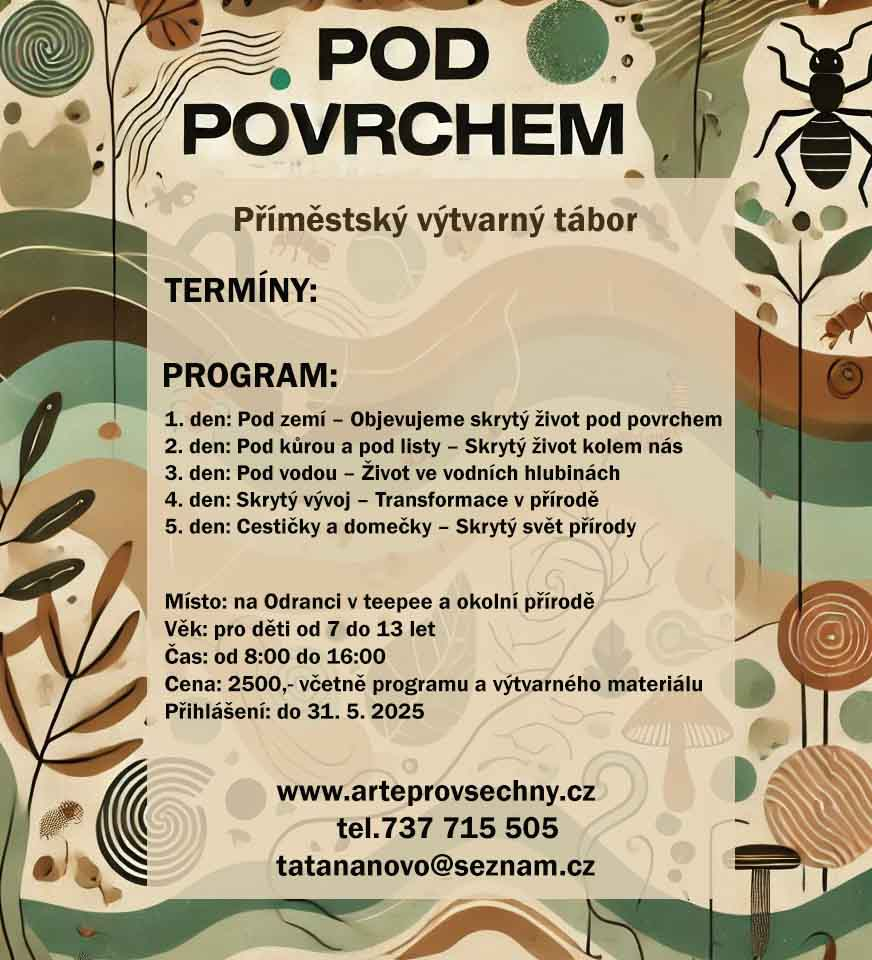 POD
POVRCHEM
Příměstský výtvarný tábor
TERMÍNY:
PROGRAM:
1. den: Pod zemí – Objevujeme skrytý život pod povrchem
2. den: Pod kůrou a pod listy – Skrytý život kolem nás
3. den: Pod vodou – Život ve vodních hlubinách
4. den: Skrytý vývoj – Transformace v přírodě
5. den: Cestičky a domečky – Skrytý svět přírody
Místo: na Odranci v teepee a okolní přírodě
Věk: pro děti od 7 do 13 let
Čas: od 8:00 do 16:00
Cena: 2500,- včetně programu a výtvarného materiálu
Přihlášení: do 31. 5. 2025
www.arteprovsechny.cz
tel.737 715 505
tatananovo@seznam.cz